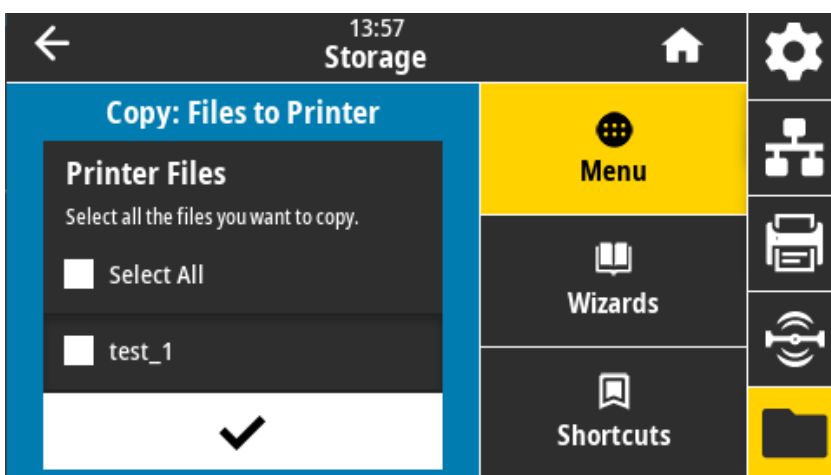 13:57
Storage
Copy: Files to Printer
Printer Files
Select all the files you want to copy.
Select All
test_1
Menu
Wizards
Shortcuts